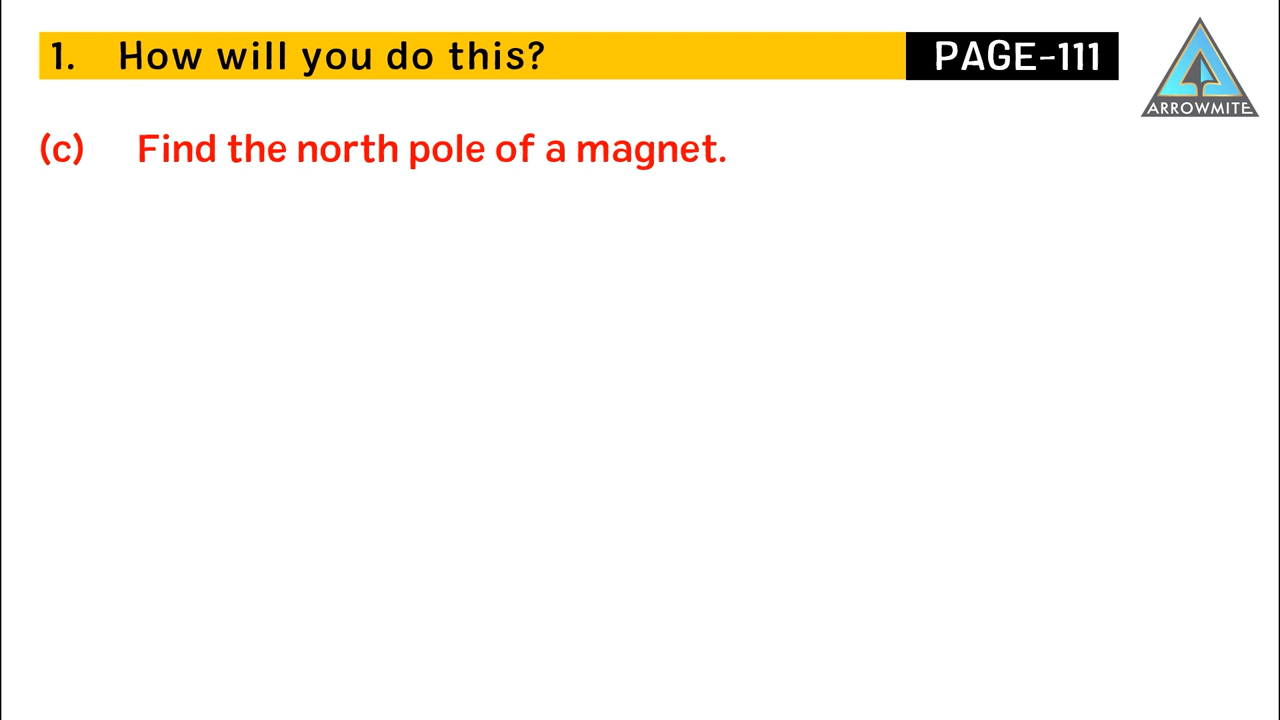 1. How will you do this? PAGE-111
ARROWMITE
(c) Find the north pole of a magnet.